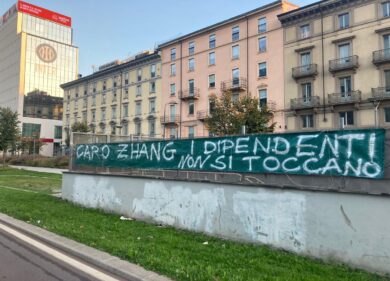 CARO ZHANG I DIPENDENTI
NON SI TOCCANO